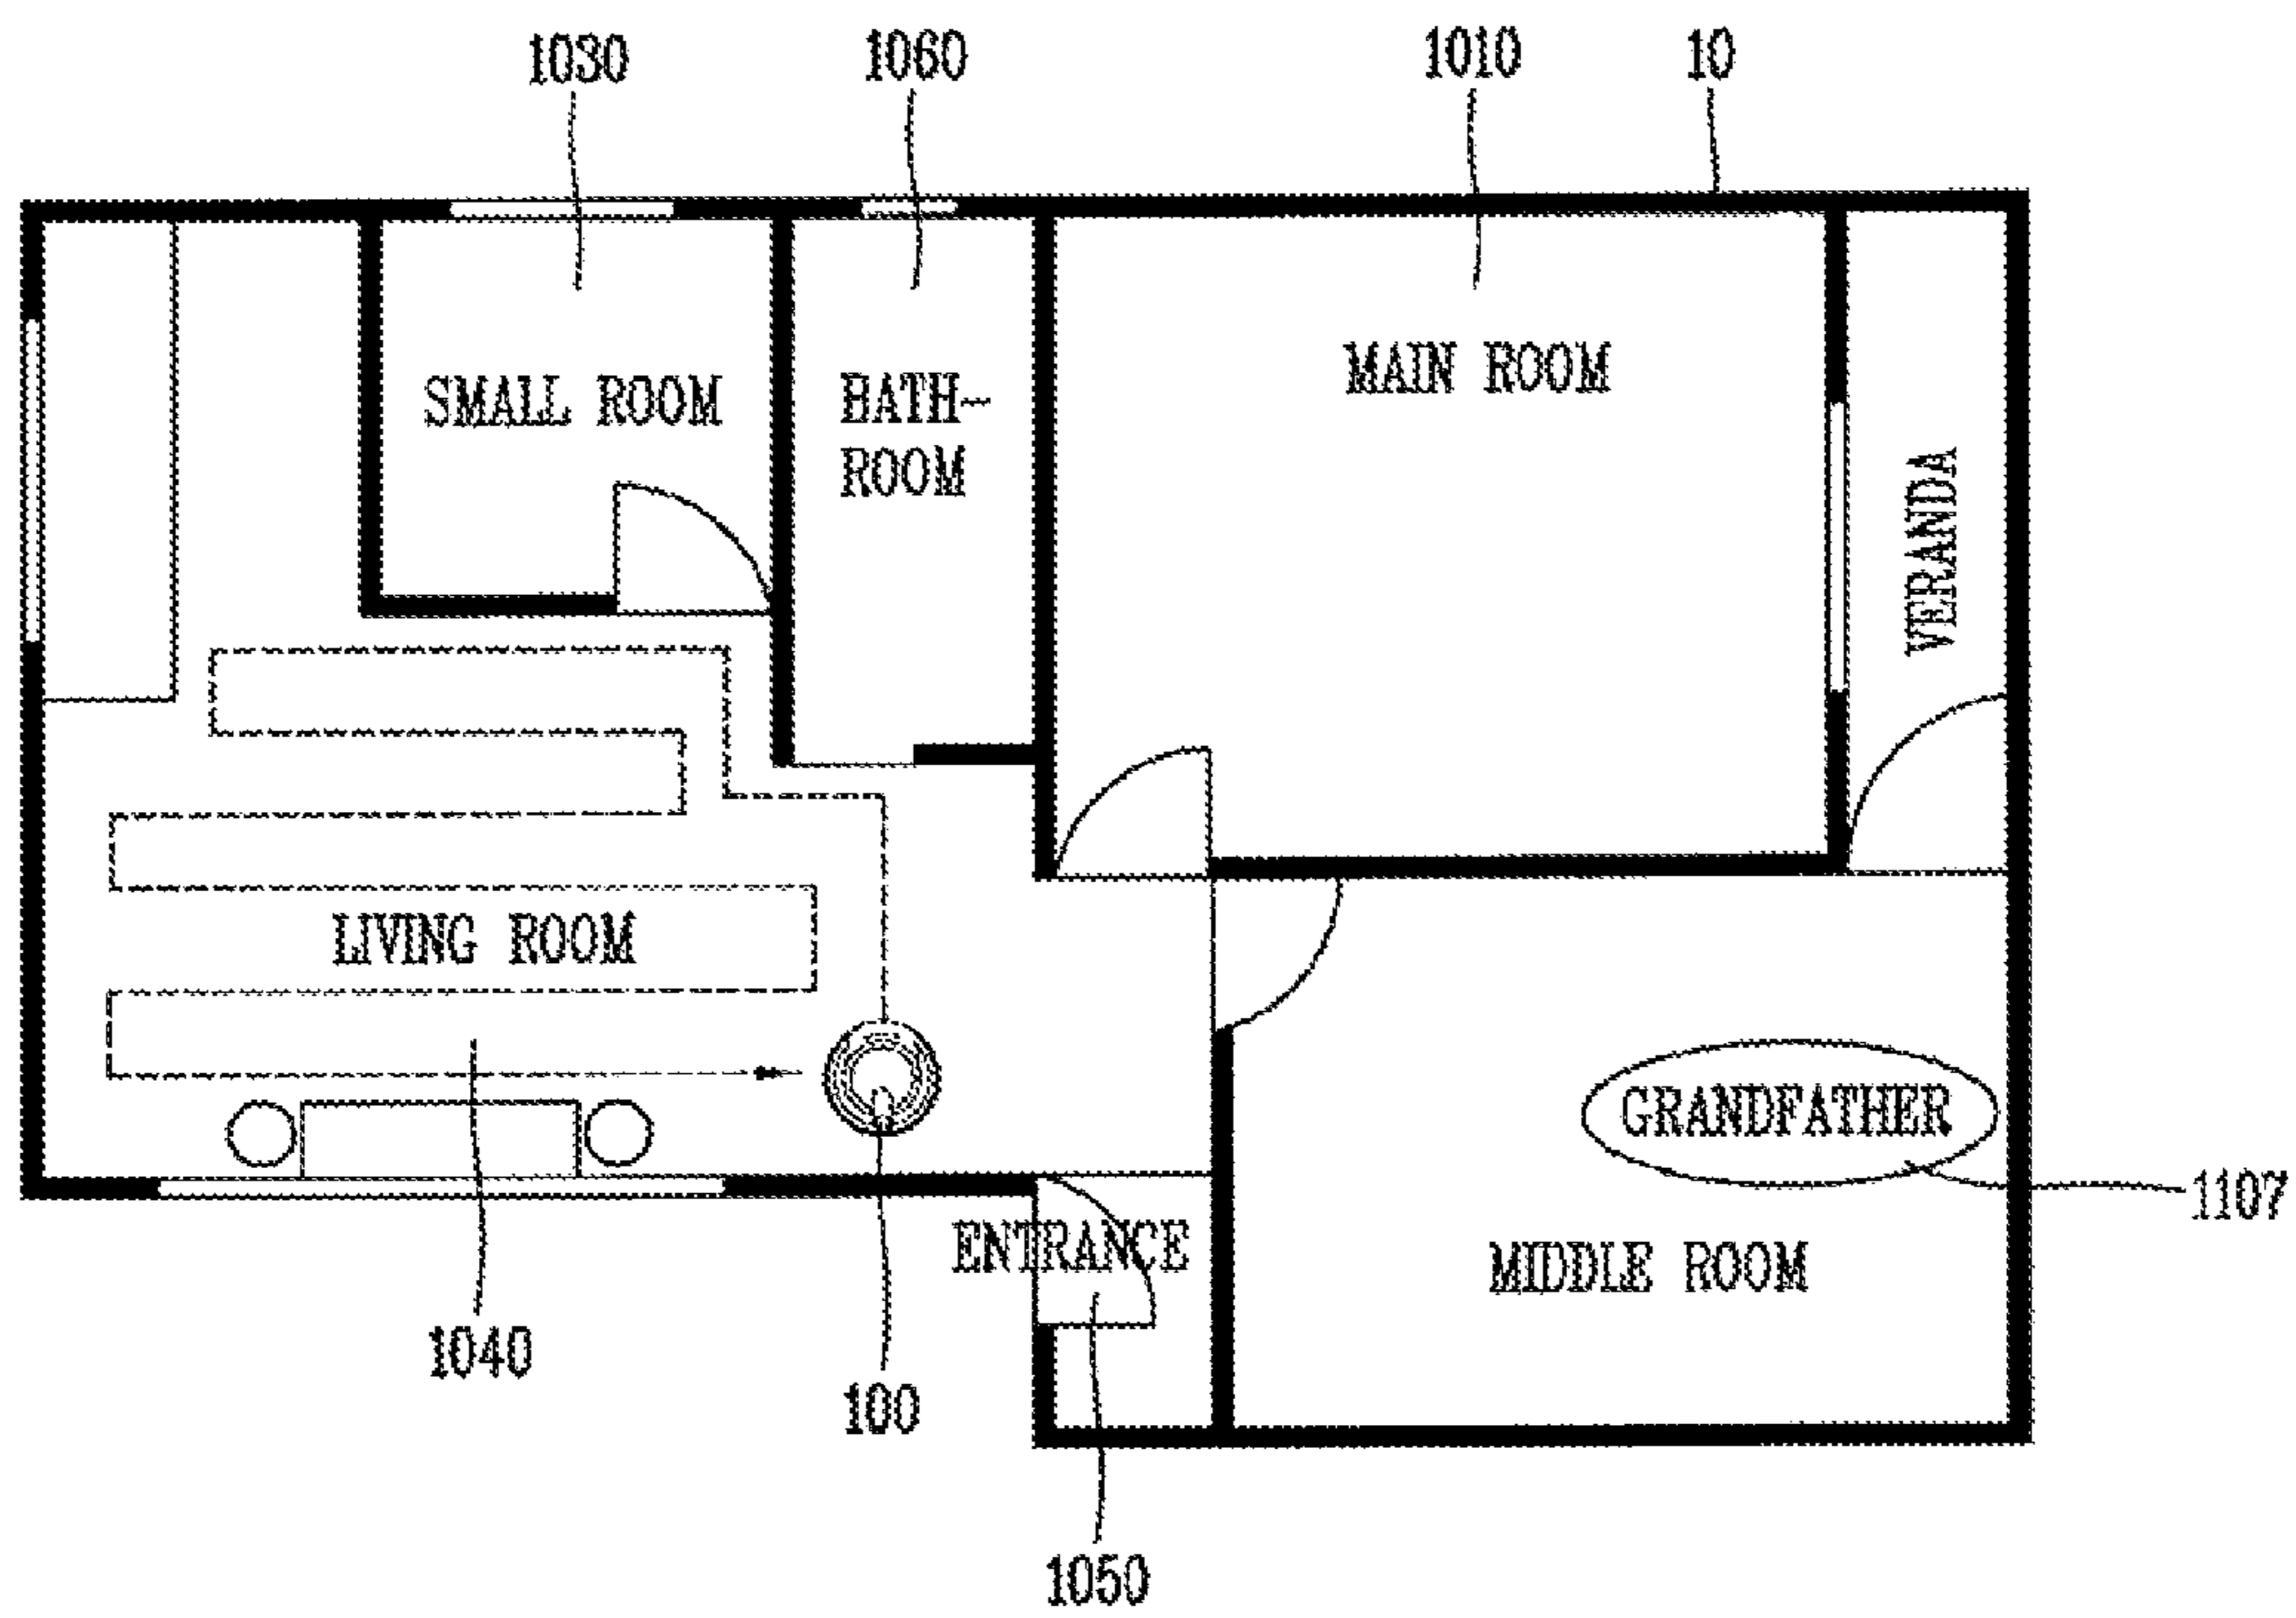 1030
1060
1010
10
SMALL ROOM
BATH-
ROOM
MAIN ROOM
VERANDA
LIVING ROOM
GRANDFATHER
1107
ENTRANCE
MIDDLE ROOM
1040
100
1050